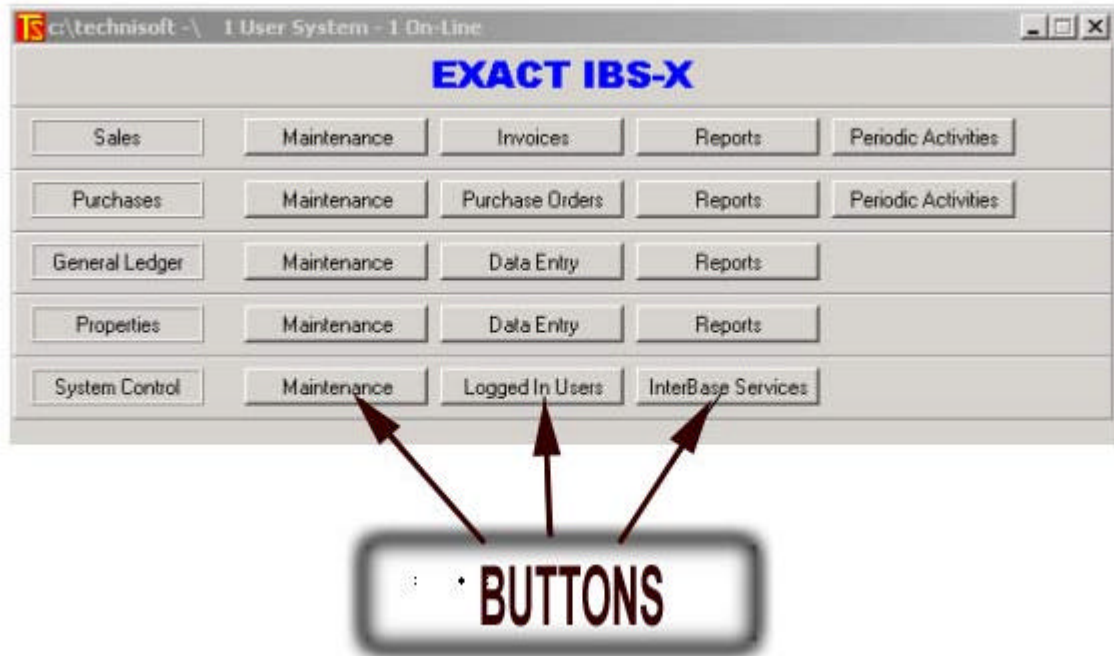 TS c:\technisoft -\ 1 User System - 1 On-Line
EXACT IBS-X
Sales Maintenance Invoices Reports Periodic Activities
Purchases Maintenance Purchase Orders Reports Periodic Activities
General Ledger Maintenance Data Entry Reports
Properties Maintenance Data Entry Reports
System Control Maintenance Logged In Users InterBase Services
BUTTONS